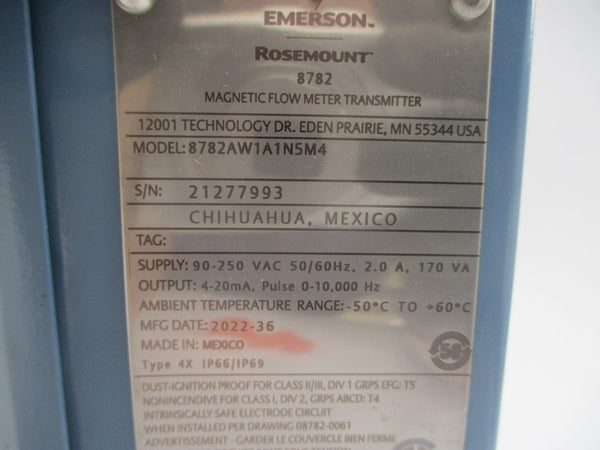 EMERSON™
ROSEMOUNT™
8782
MAGNETIC FLOW METER TRANSMITTER
12001 TECHNOLOGY DR. EDEN PRAIRIE, MN 55344 USA
MODEL: 8782AW1A1N5M4
S/N: 21277993
CHIHUAHUA, MEXICO
TAG:
SUPPLY: 90-250 VAC 50/60Hz, 2.0 A, 170 VA
OUTPUT: 4-20mA, Pulse 0-10,000 Hz
AMBIENT TEMPERATURE RANGE: -50°C TO +60°C
MFG DATE: 2022-36
MADE IN: MEXICO
Type 4X IP66/IP69
50
DUST-IGNITION PROOF FOR CLASS II/III, DIV 1 GRPS EFG: T5
NONINCENDIVE FOR CLASS I, DIV 2, GRPS ABCD: T4
INTRINSICALLY SAFE ELECTRODE CIRCUIT
WHEN INSTALLED PER DRAWING 08782-0061
ADVERTISEMENT - GARDER LE COUVERCLE BIEN FERME